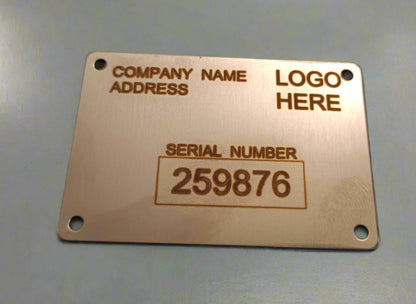 COMPANY NAME
ADDRESS
LOGO
HERE
SERIAL NUMBER
259876